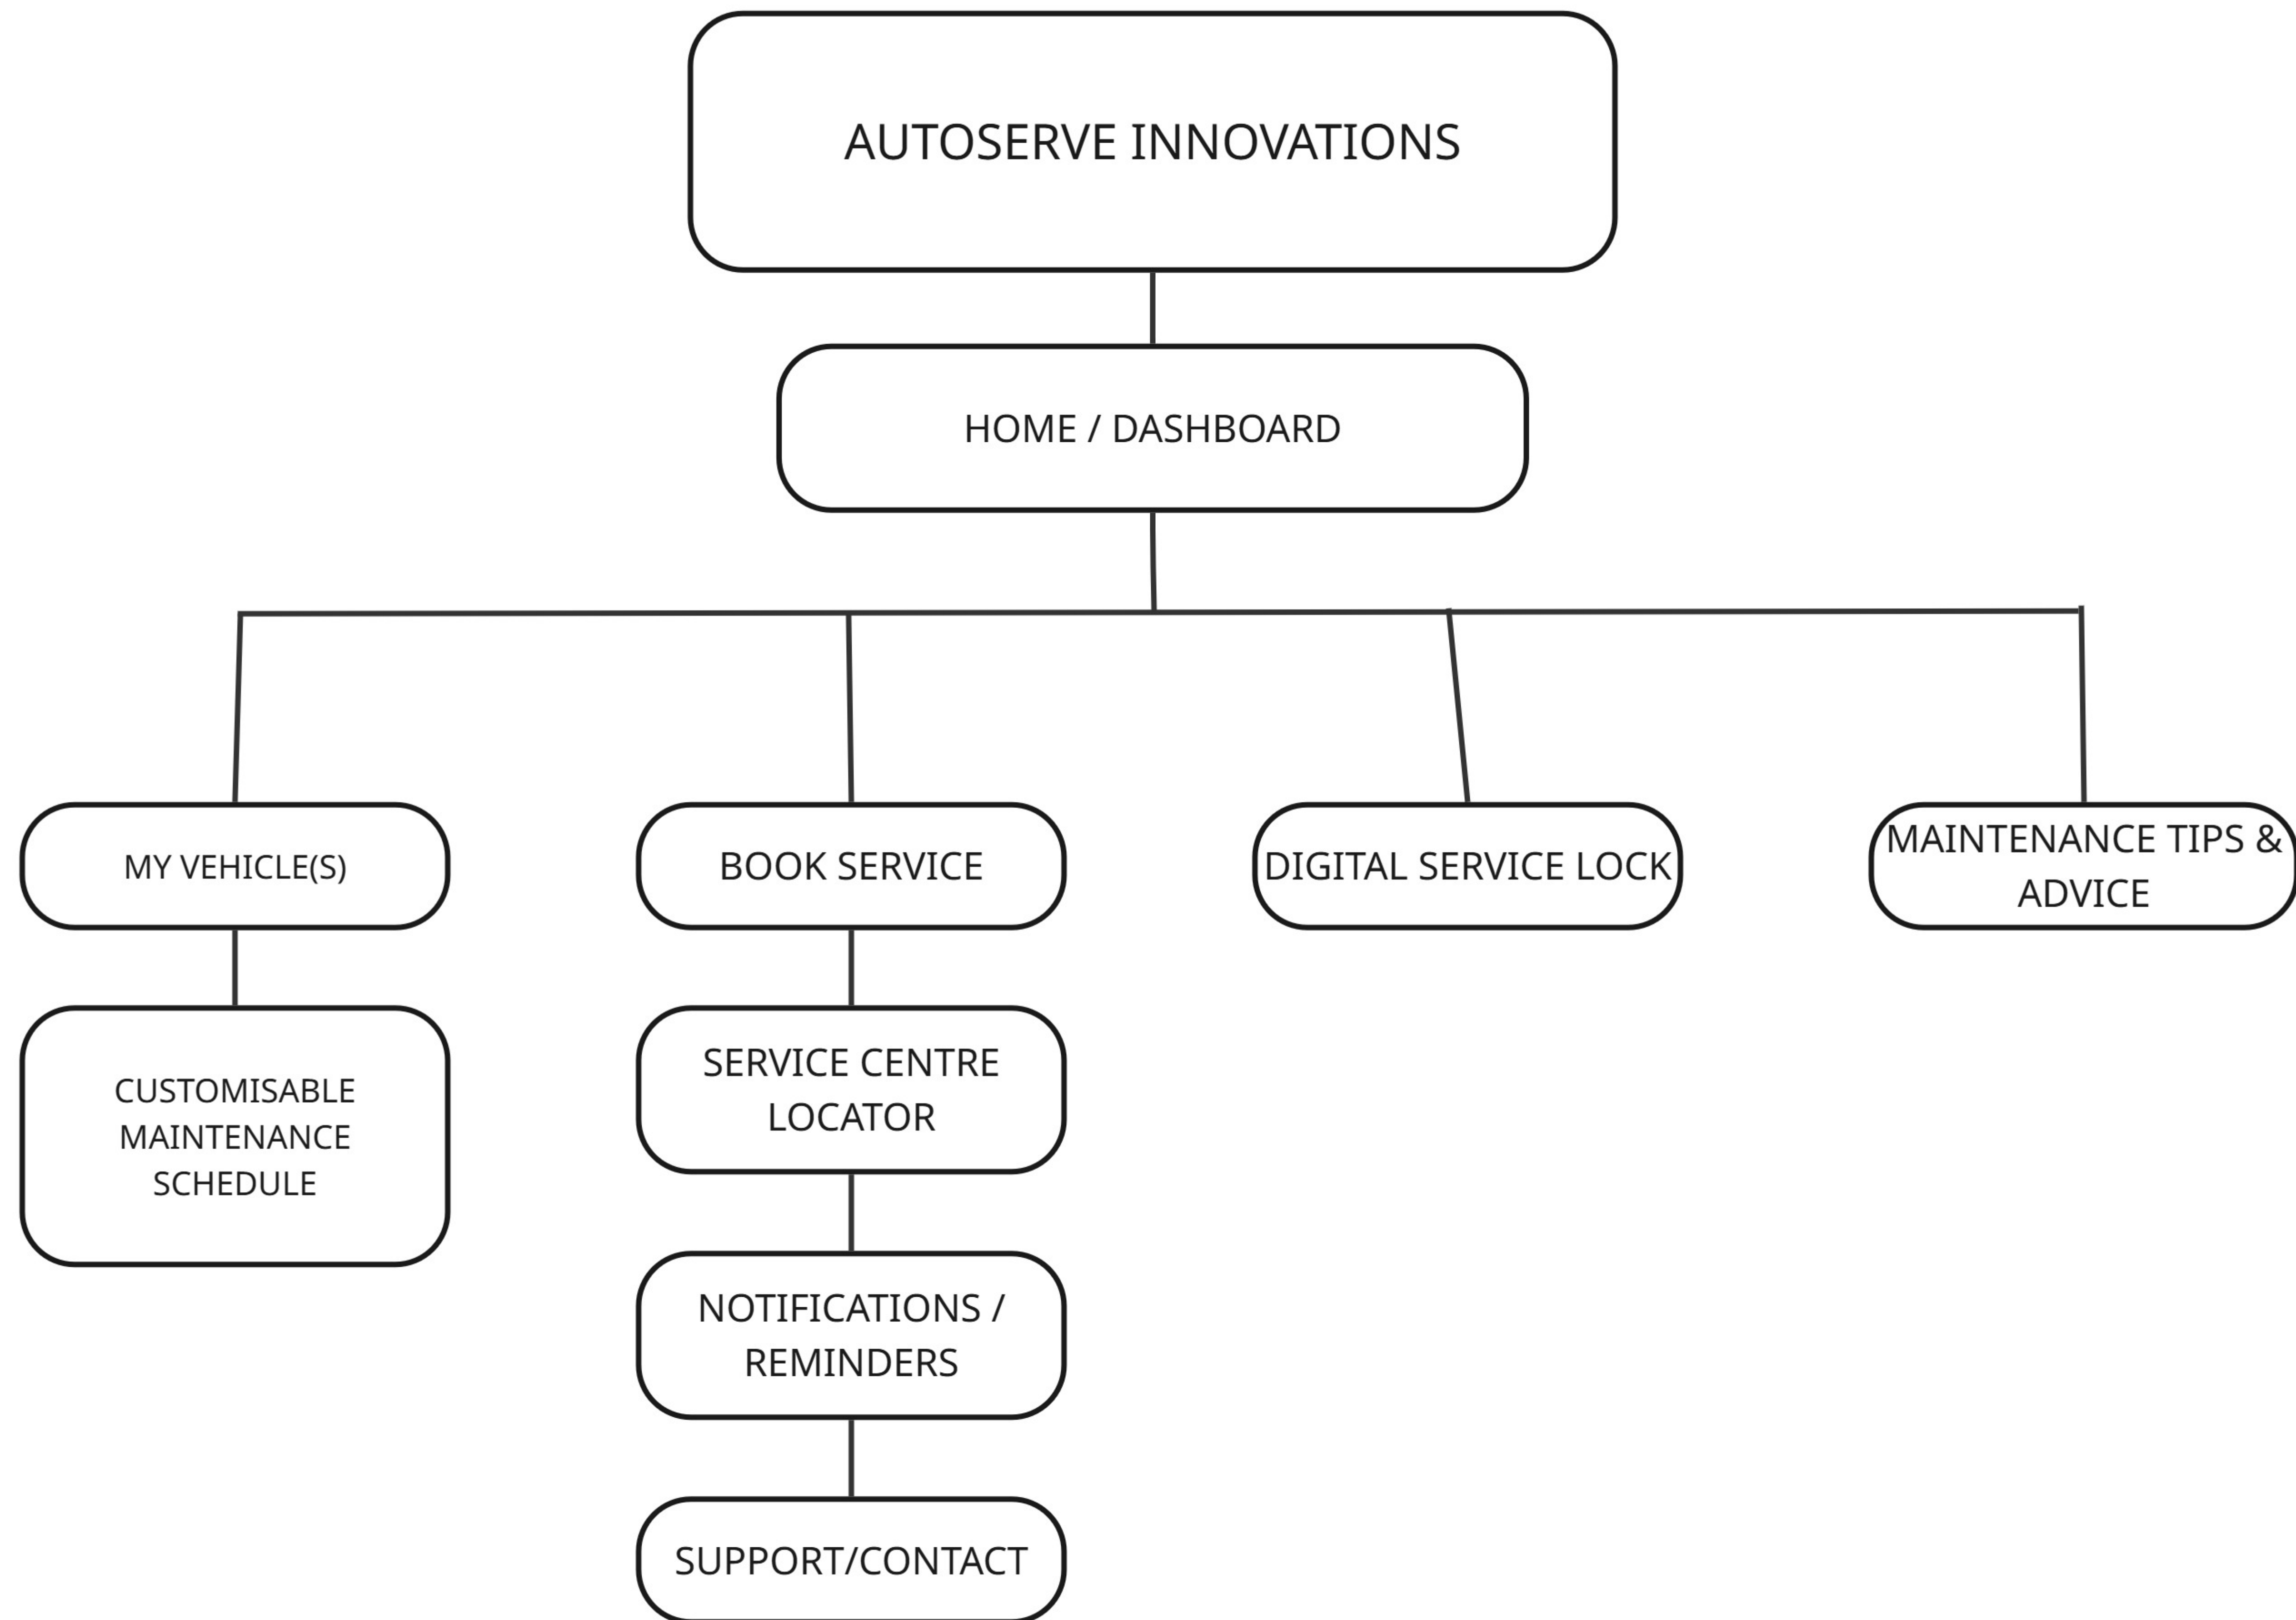 AUTOSERVE INNOVATIONS
HOME / DASHBOARD
MY VEHICLE(S)
BOOK SERVICE
DIGITAL SERVICE LOCK
MAINTENANCE TIPS &
ADVICE
CUSTOMISABLE
MAINTENANCE
SCHEDULE
SERVICE CENTRE
LOCATOR
NOTIFICATIONS /
REMINDERS
SUPPORT/CONTACT